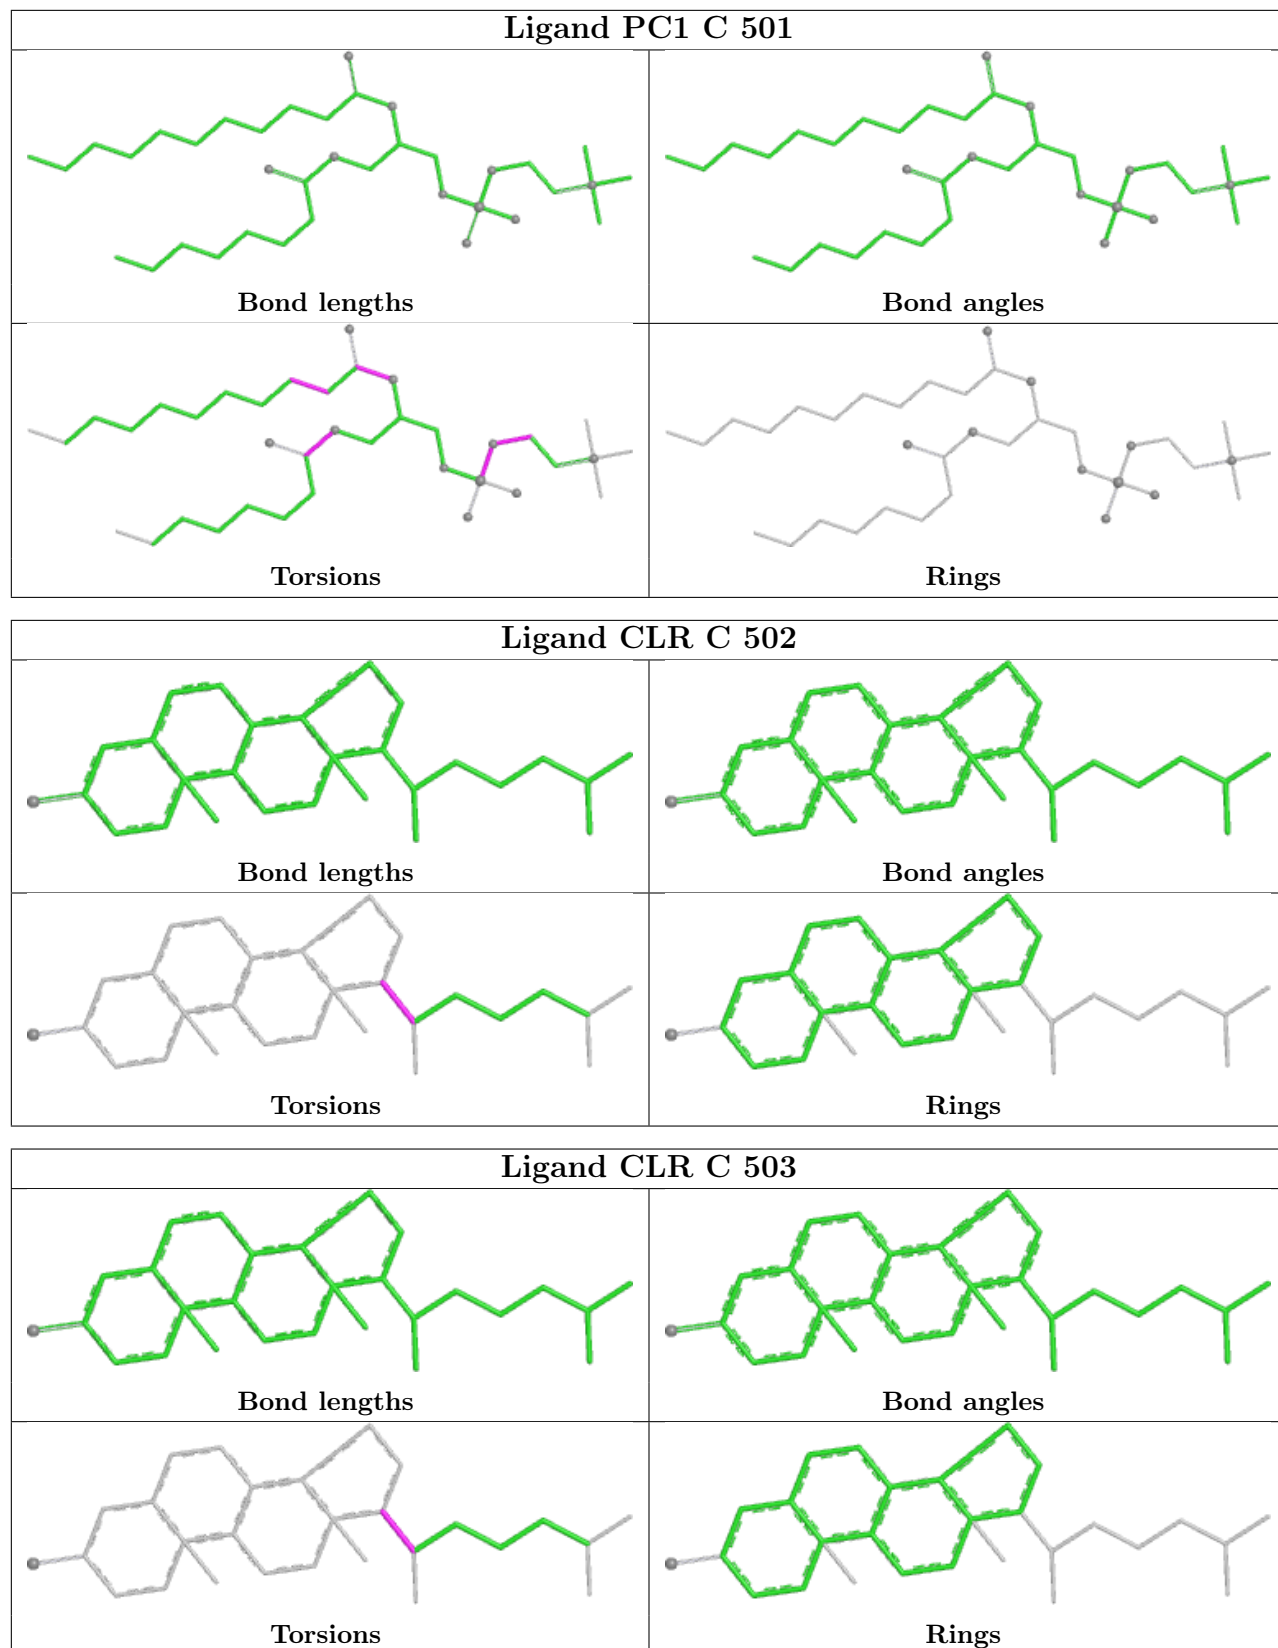 Ligand PC1 C 501
Bond lengths
Bond angles
Torsions
Rings
Ligand CLR C 502
Bond lengths
Bond angles
Torsions
Rings
Ligand CLR C 503
Bond lengths
Bond angles
Torsions
Rings